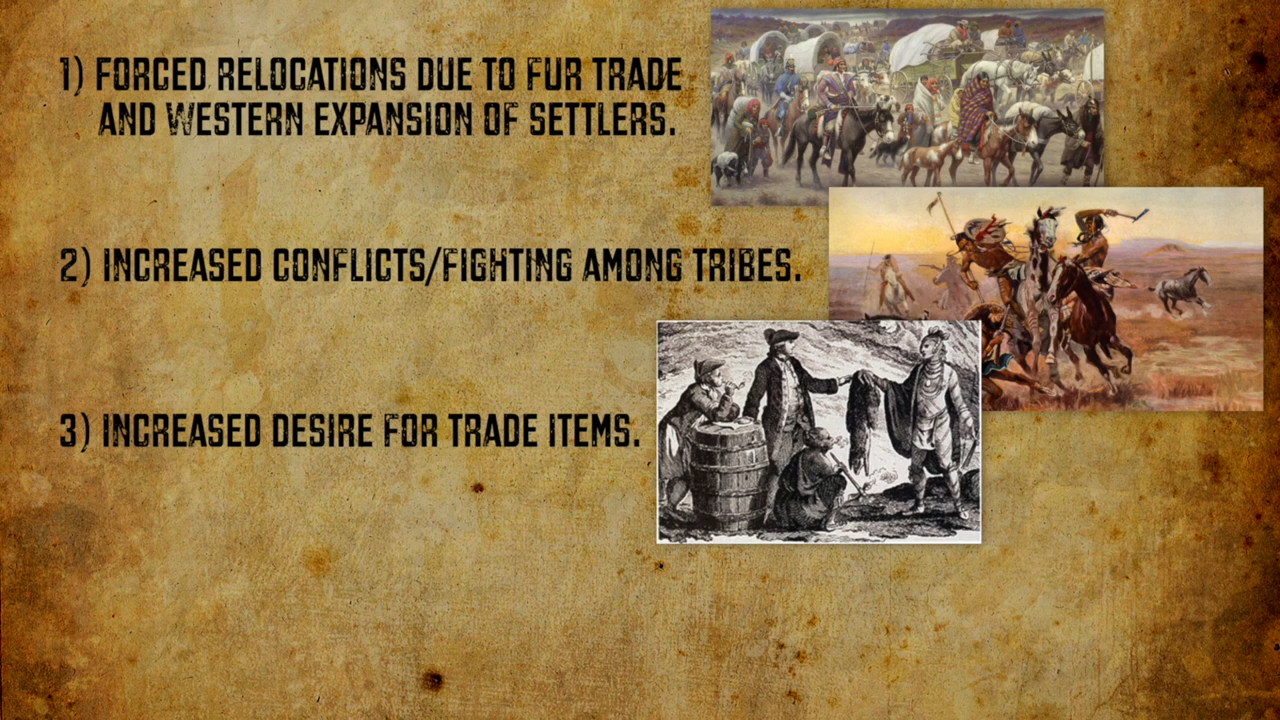 1) FORCED RELOCATIONS DUE TO FUR TRADE
AND WESTERN EXPANSION OF SETTLERS.
2) INCREASED CONFLICTS/FIGHTING AMONG TRIBES.
3) INCREASED DESIRE FOR TRADE ITEMS.